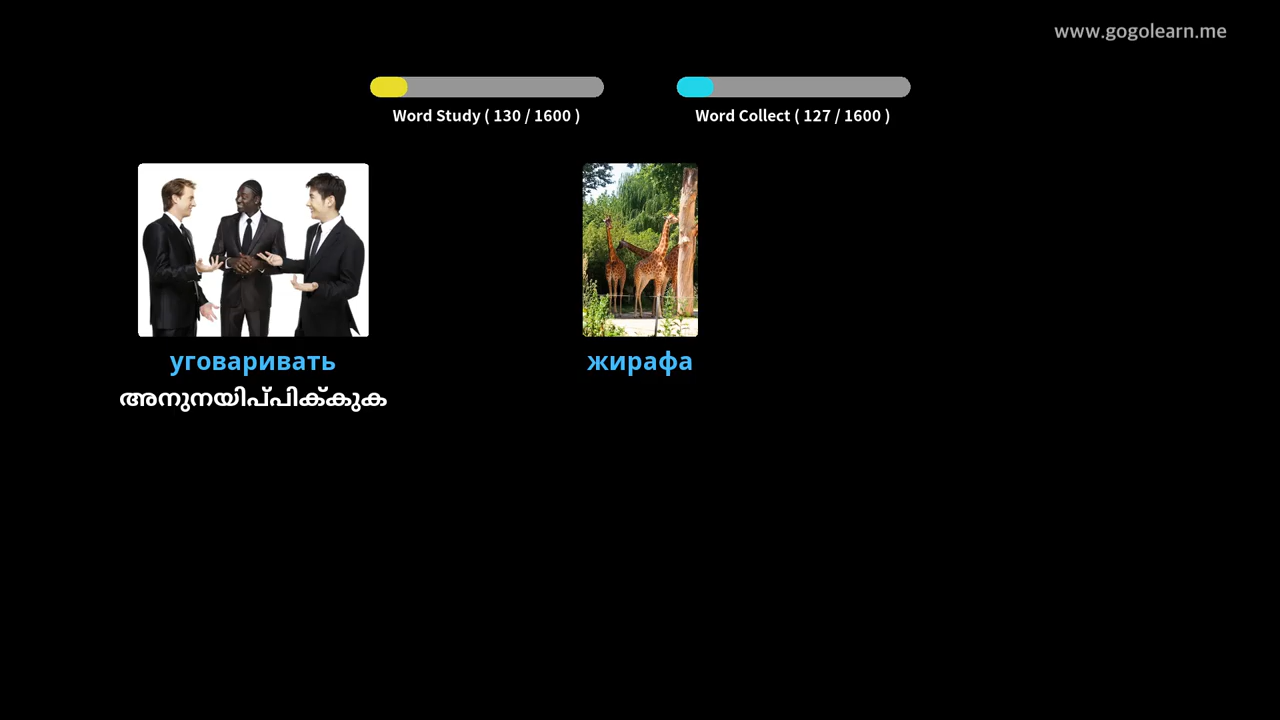 www.gogolearn.me
Word Study ( 130 / 1600 )
Word Collect ( 127 / 1600 )
уговаривать
жирафа
അനുനയിപ്പിക്കുക